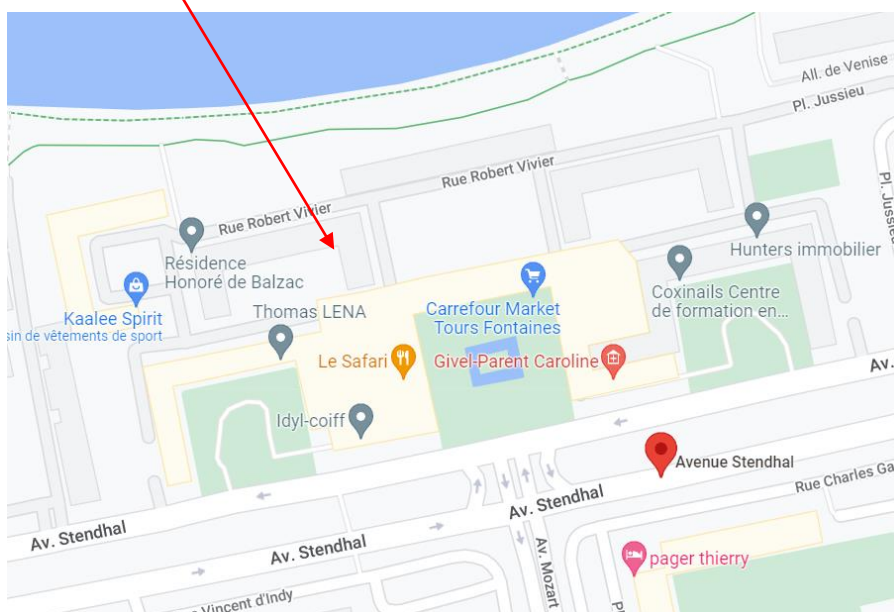 All. de Venise
Pl. Jussieu
Rue Robert Vivier
Pl. Jussieu
Rue Robert Vivier
Hunters immobilier
Résidence
Honoré de Balzac
Coxinails Centre
de formation en...
Kaalee Spirit
sin de vêtements de sport
Thomas LENA
Carrefour Market
Tours Fontaines
Le Safari
Givel-Parent Caroline
Av.
Idyl-coiff
Avenue Stendhal
Rue Charles Ga
Av. Stendhal
Av. Stendhal
Av. Stendhal
Av. Mozart
pager thierry
Vincent d'Indy